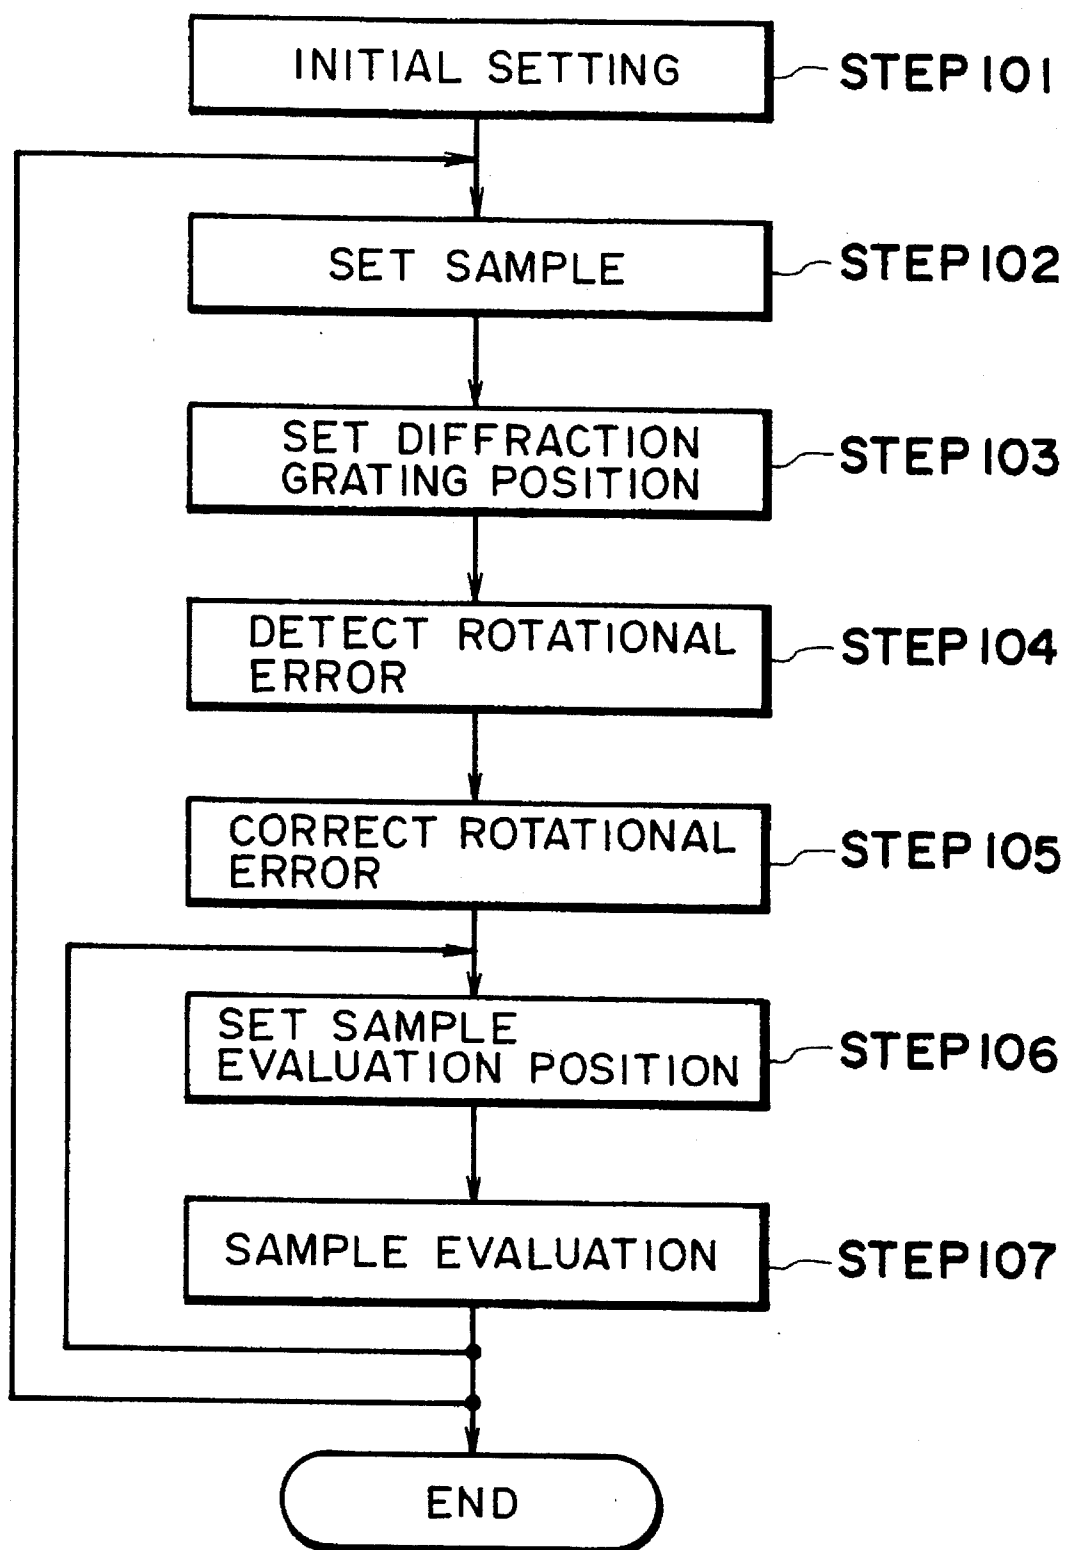 INITIAL SETTING
STEP 101
SET SAMPLE
STEP 102
SET DIFFRACTION
GRATING POSITION
STEP 103
DETECT ROTATIONAL
ERROR
STEP 104
CORRECT ROTATIONAL
ERROR
STEP 105
SET SAMPLE
EVALUATION POSITION
STEP 106
SAMPLE EVALUATION
STEP 107
END